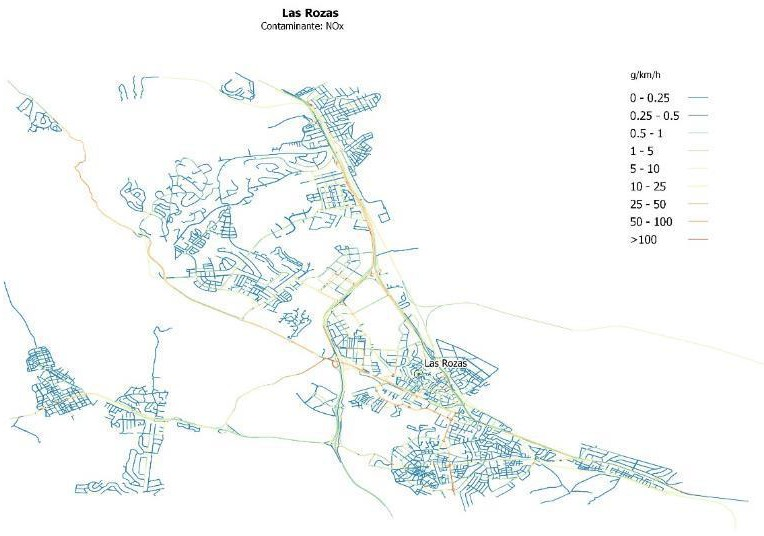 Las Rozas
Contaminante: NOx
g/km/h
0 - 0.25
0.25 - 0.5
0.5 - 1
1 - 5
5 - 10
10 - 25
25 - 50
50 - 100
>100
Las Rozas